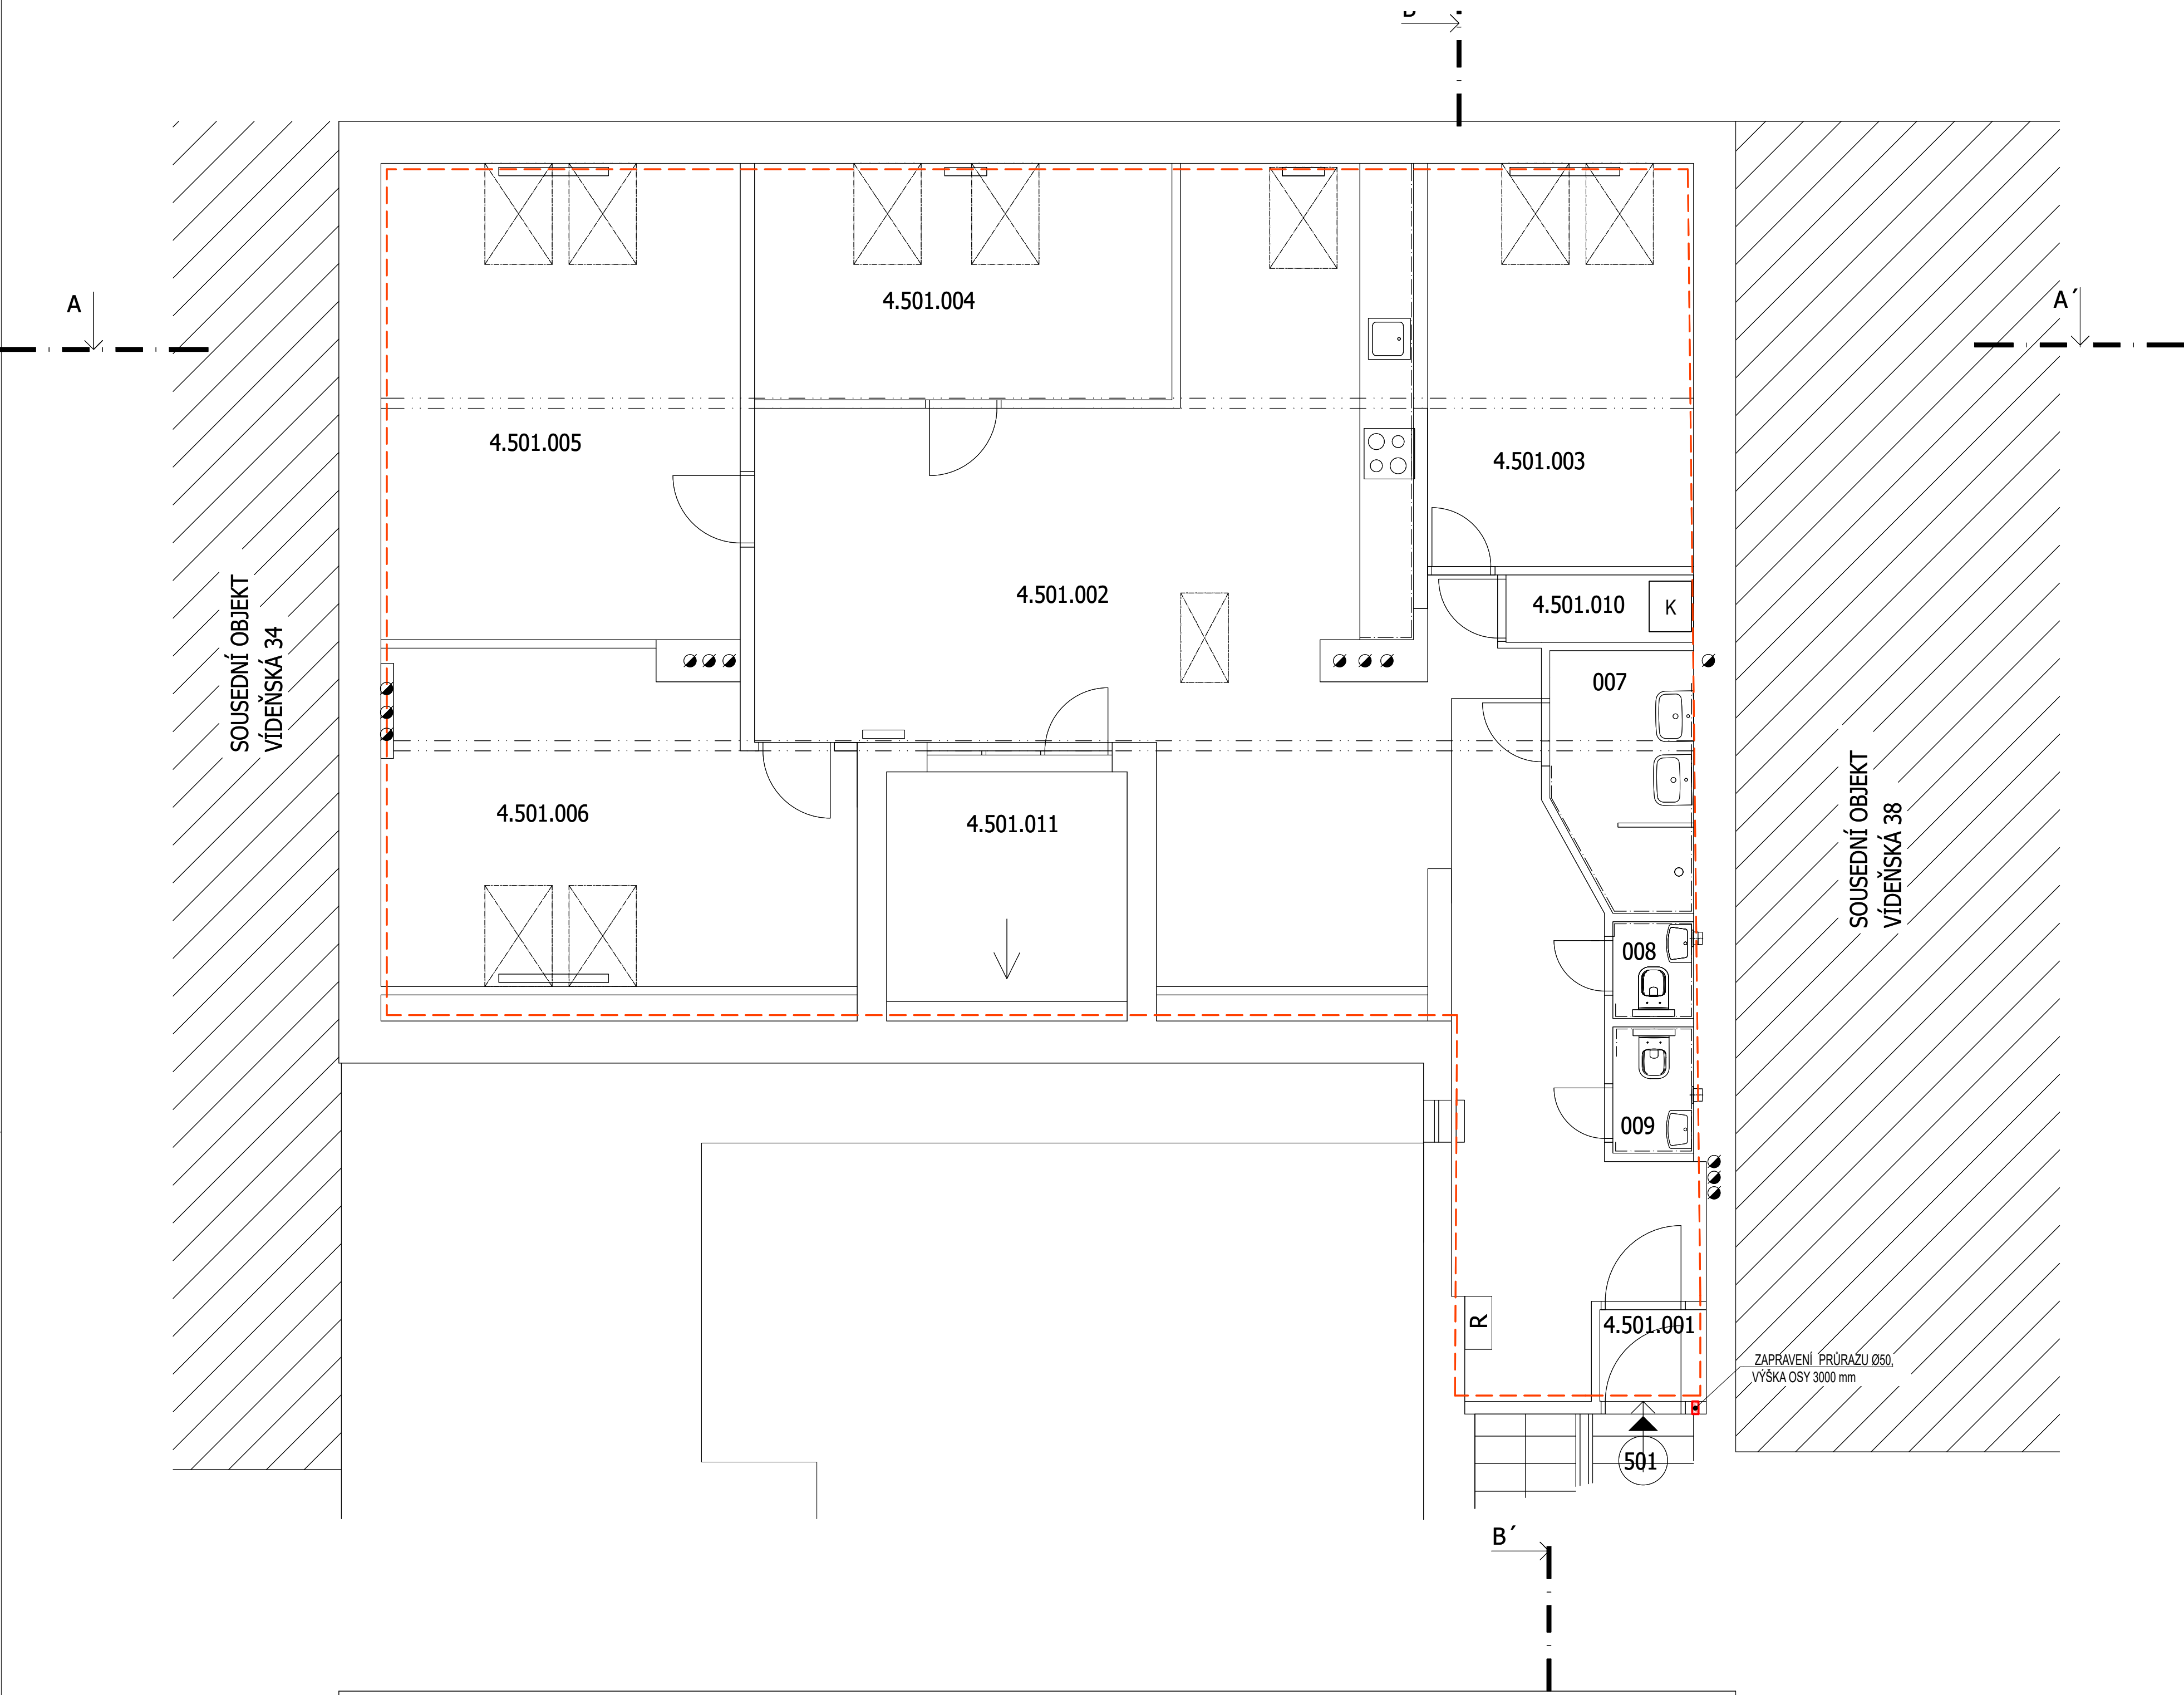 A
A´
4.501.004
4.501.005
4.501.003
4.501.002
4.501.010
K
SOUSEDNÍ OBJEKT
VÍDEŇSKÁ 34
007
4.501.006
4.501.011
SOUSEDNÍ OBJEKT
VÍDEŇSKÁ 38
008
009
R
4.501.001
ZAPRAVENÍ PRŮRAZU Ø50,
VÝŠKA OSY 3000 mm
501
B´